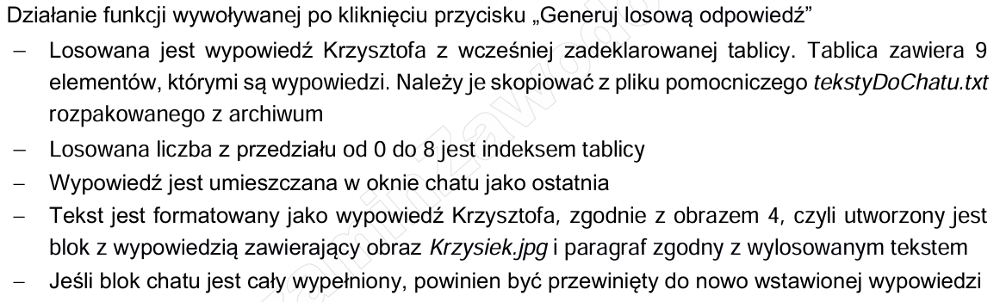 Działanie funkcji wywoływanej po kliknięciu przycisku „Generuj losową odpowiedź”
– Losowana jest wypowiedź Krzysztofa z wcześniej zadeklarowanej tablicy. Tablica zawiera 9
elementów, którymi są wypowiedzi. Należy je skopiować z pliku pomocniczego tekstyDoChatu.txt
rozpakowanego z archiwum
– Losowana liczba z przedziału od 0 do 8 jest indeksem tablicy
– Wypowiedź jest umieszczana w oknie chatu jako ostatnia
– Tekst jest formatowany jako wypowiedź Krzysztofa, zgodnie z obrazem 4, czyli utworzony jest
blok z wypowiedzią zawierający obraz Krzysiek.jpg i paragraf zgodny z wylosowanym tekstem
– Jeśli blok chatu jest cały wypełniony, powinien być przewinięty do nowo wstawionej wypowiedzi